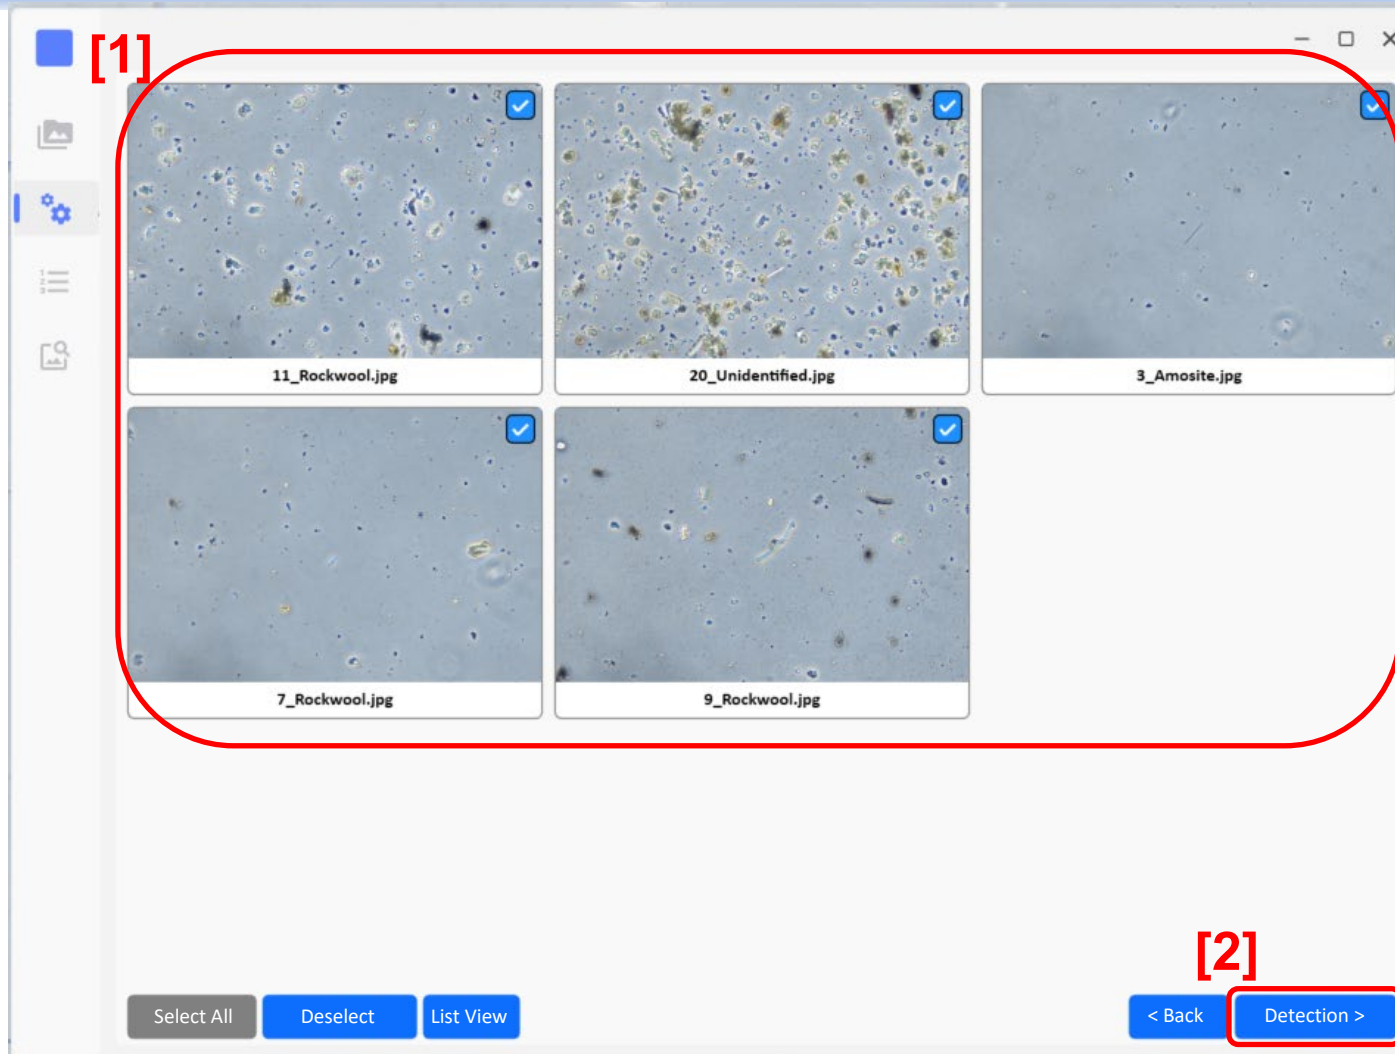 [1]
11_Rockwool.jpg
20_Unidentified.jpg
3_Amosite.jpg
7_Rockwool.jpg
9_Rockwool.jpg
[2]
Select All
Deselect
List View
< Back
Detection >